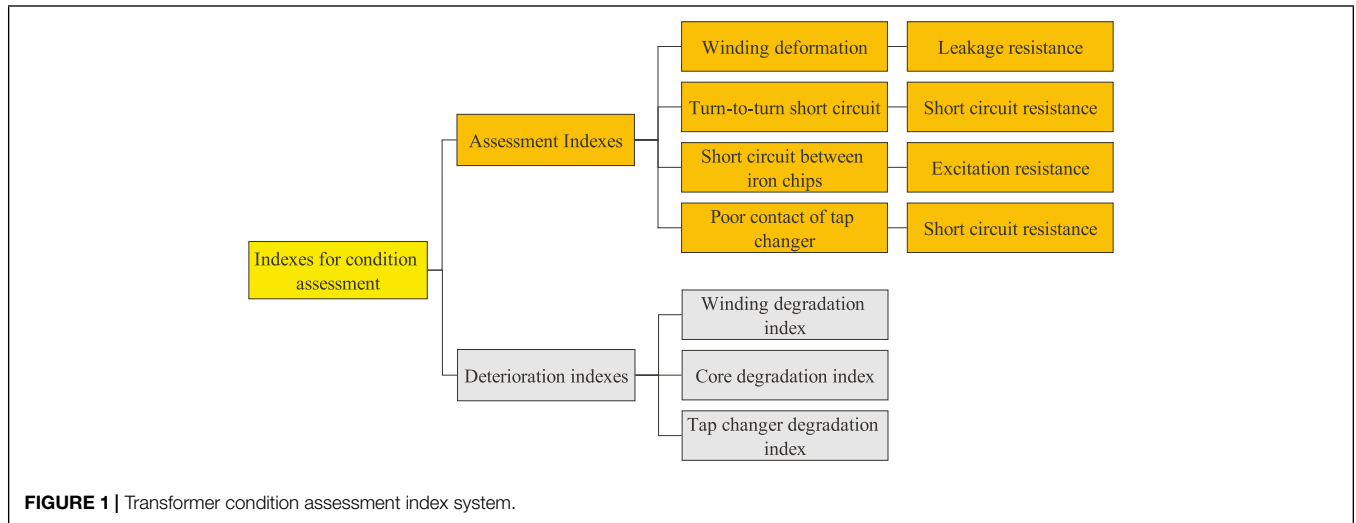 Winding deformation
Leakage resistance
Turn-to-turn short circuit
Short circuit resistance
Assessment Indexes
Short circuit between
iron chips
Excitation resistance
Poor contact of tap
changer
Short circuit resistance
Indexes for condition
assessment
Winding degradation
index
Deterioration indexes
Core degradation index
Tap changer degradation
index
FIGURE 1 | Transformer condition assessment index system.